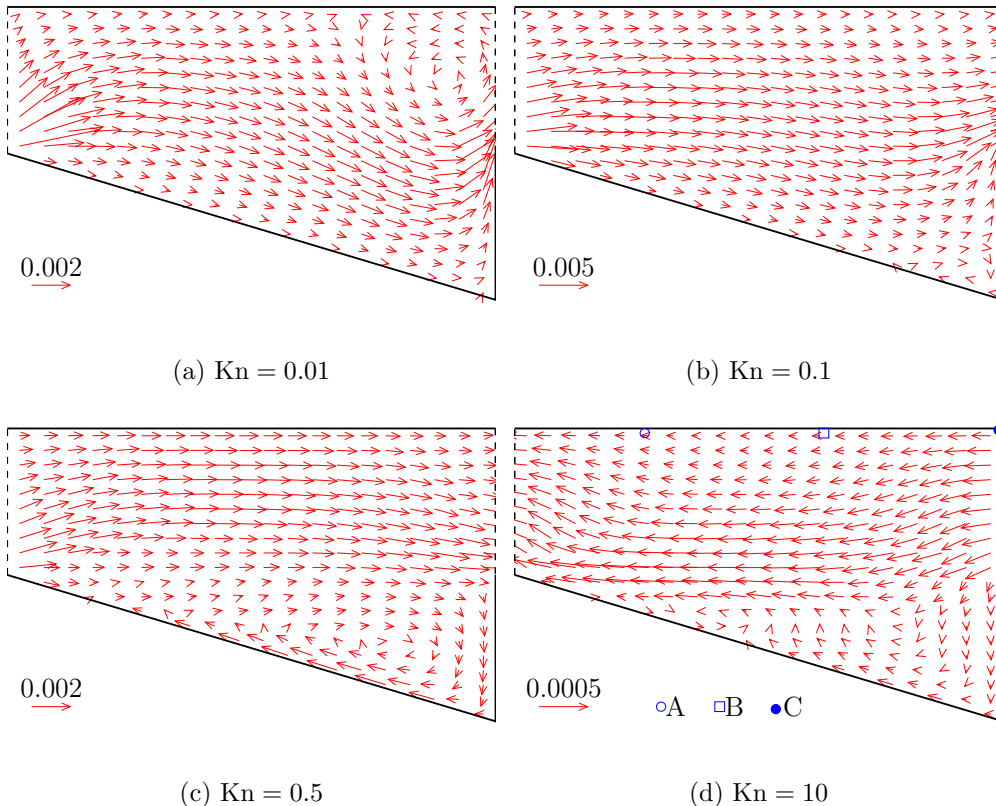 0.002
0.005
(a) Kn = 0.01
(b) Kn = 0.1
0.002
0.0005
A B C
(c) Kn = 0.5
(d) Kn = 10